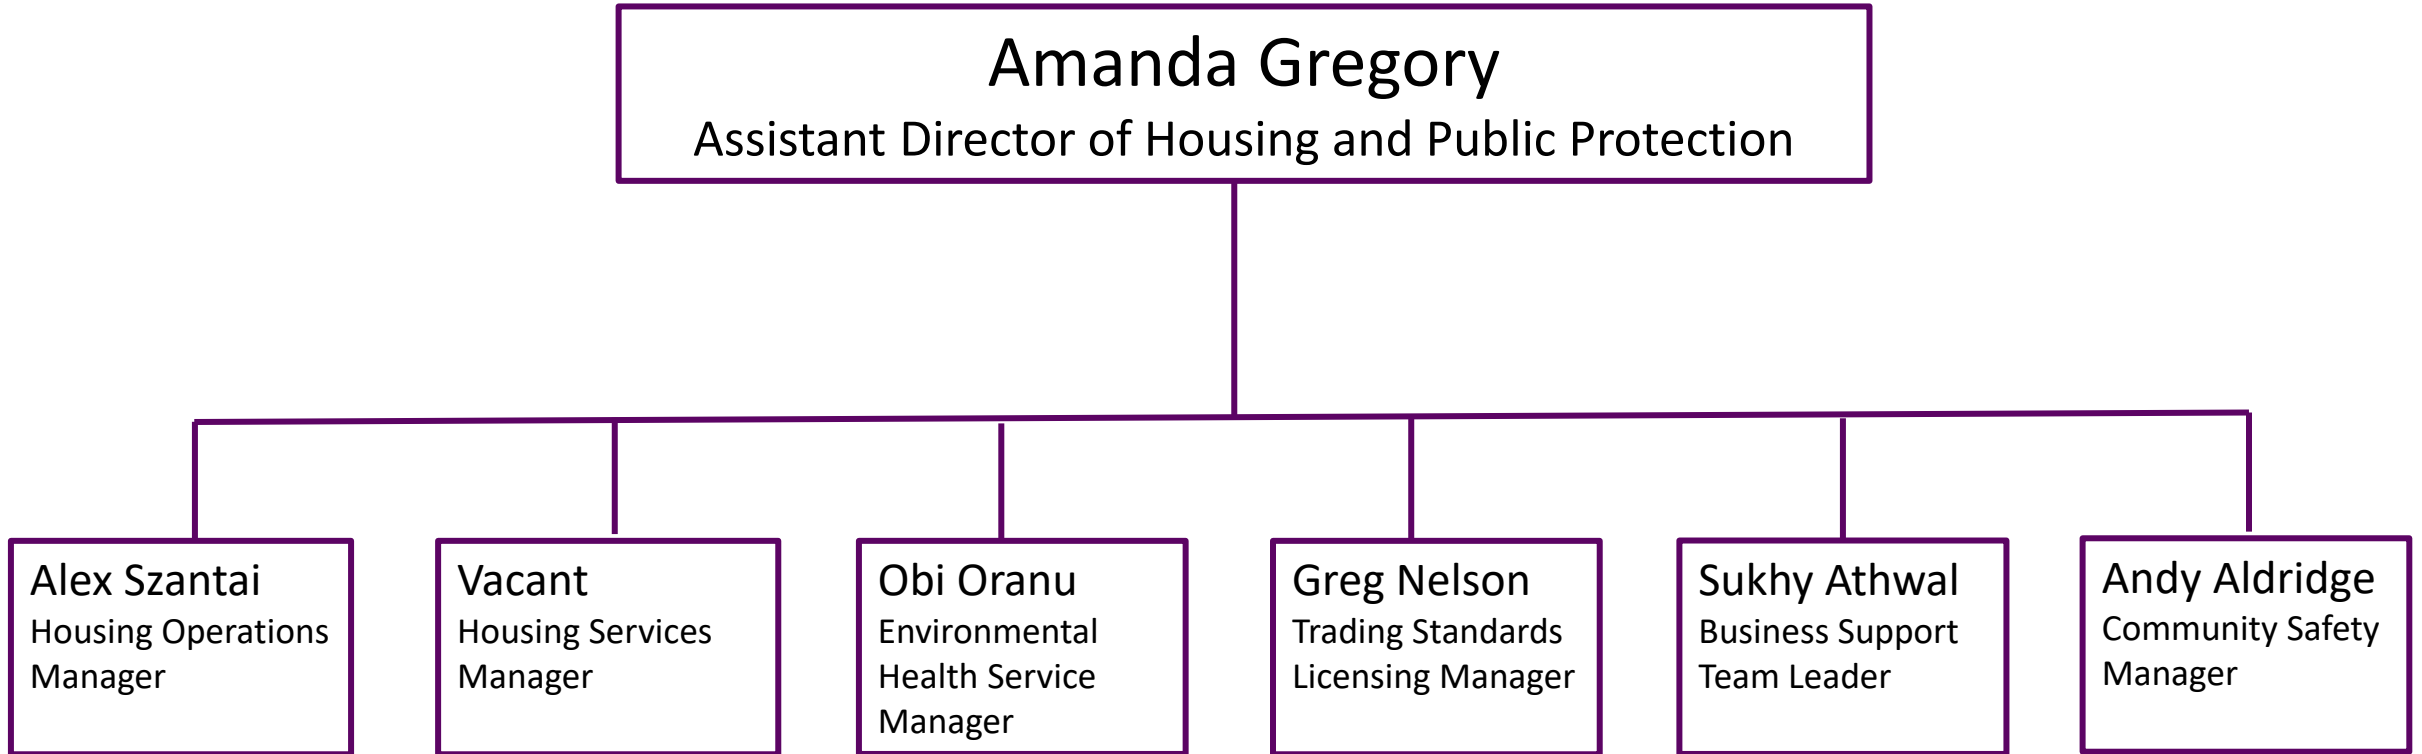 Amanda Gregory
Assistant Director of Housing and Public Protection
Alex Szantai
Housing Operations
Manager
Vacant
Housing Services
Manager
Obi Oranu
Environmental
Health Service
Manager
Greg Nelson
Trading Standards
Licensing Manager
Sukhy Athwal
Business Support
Team Leader
Andy Aldridge
Community Safety
Manager